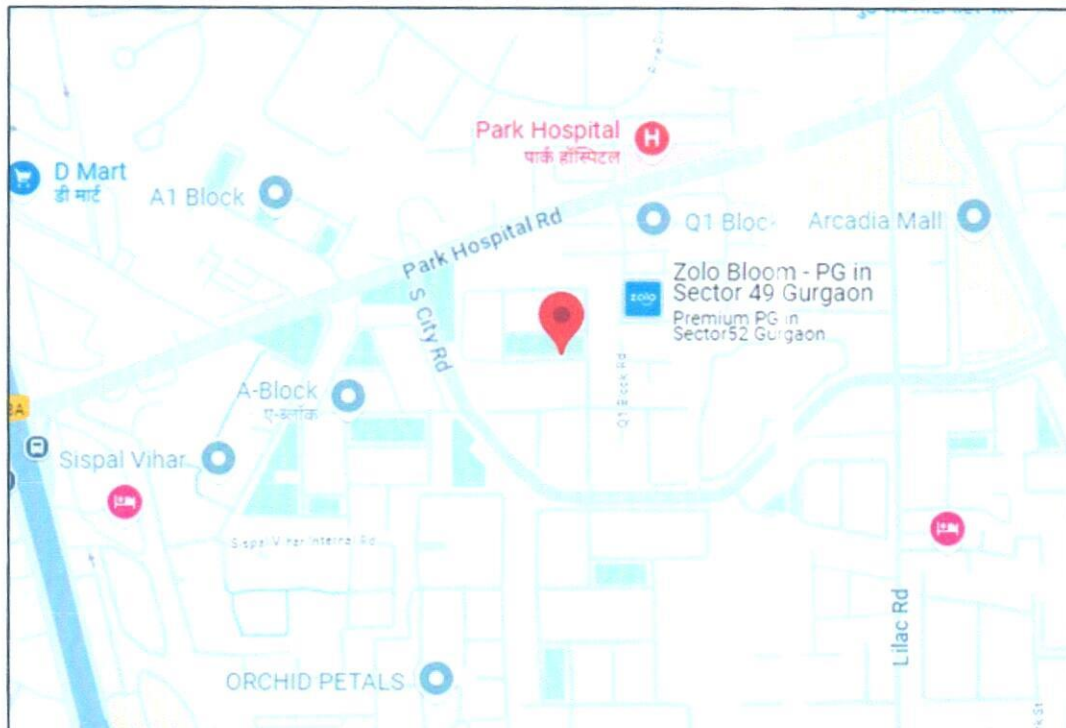 Park Hospital
पार्क हॉस्पिटल
D Mart
डी मार्ट
A1 Block
Park Hospital Rd
Q1 Block
Arcadia Mall
S City Rd
zolo
Zolo Bloom - PG in
Sector 49 Gurgaon
Premium PG in
Sector52 Gurgaon
Q1 Block Rd
A-Block
ए-ब्लॉक
Sispal Vihar
Sispal Vihar Internal Rd
Lilac Rd
ORCHID PETALS